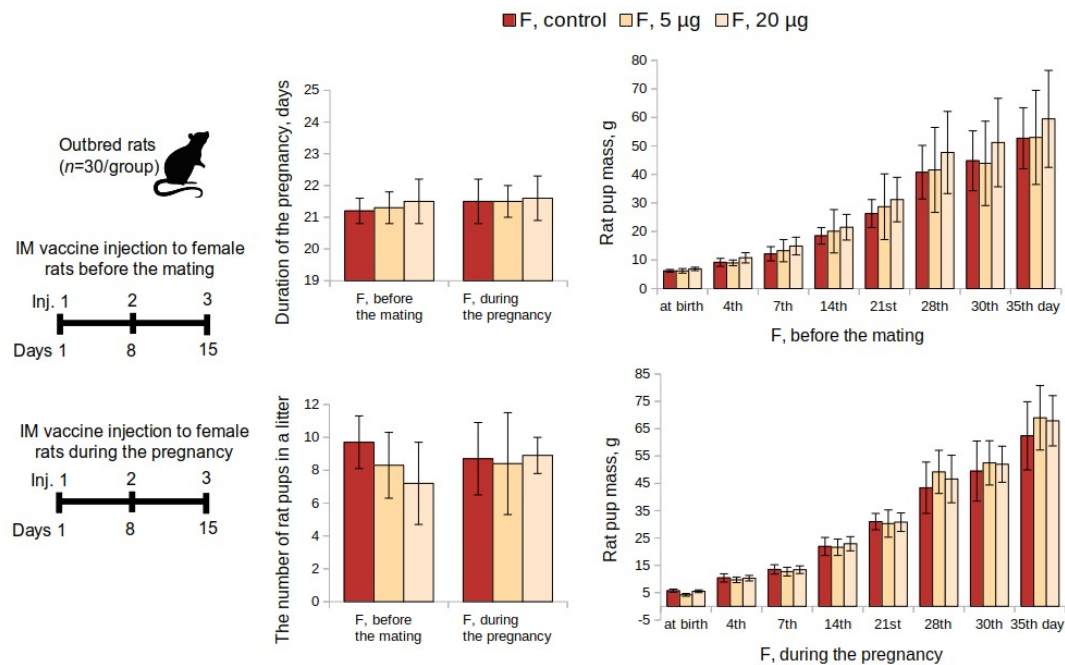 F, control F, 5 µg F, 20 µg
Outbred rats
(n=30/group)
IM vaccine injection to female
rats before the mating
Inj. 1 2 3
Days 1 8 15
IM vaccine injection to female
rats during the pregnancy
Inj. 1 2 3
Days 1 8 15
Duration of the pregnancy, days
25
24
23
22
21
20
19
F, before
the mating
F, during
the pregnancy
The number of rat pups in a litter
12
10
8
6
4
2
0
F, before
the mating
F, during
the pregnancy
Rat pup mass, g
80
70
60
50
40
30
20
10
0
at birth 4th 7th 14th 21st 28th 30th 35th day
F, before the mating
Rat pup mass, g
85
75
65
55
45
35
25
15
5
-5
at birth 4th 7th 14th 21st 28th 30th 35th day
F, during the pregnancy